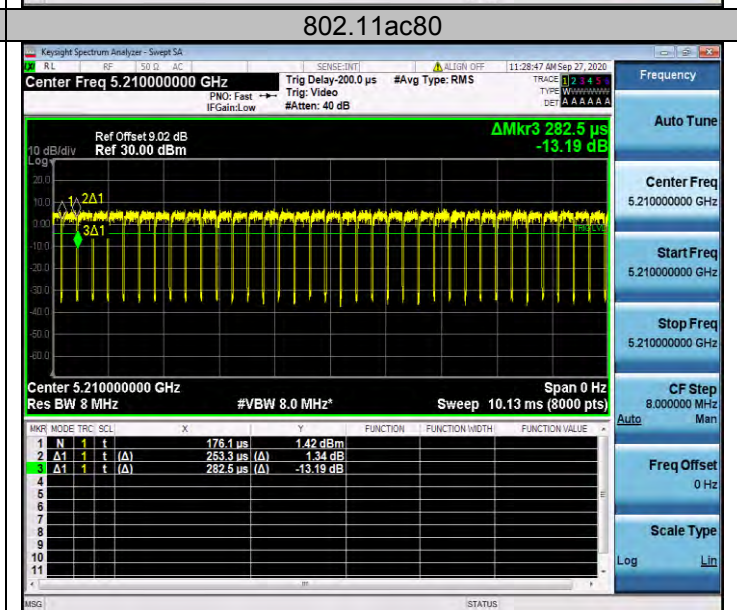 802.11ac80
Keysight Spectrum Analyzer - Swept SA
RL RF 50 Ω AC SENSE:INT ALIGN OFF 11:28:47 AM Sep 27, 2020
Center Freq 5.210000000 GHz
PNO: Fast
IFGain:Low
Trig Delay-200.0 µs
Trig: Video
#Atten: 40 dB
#Avg Type: RMS
TRACE 1 2 3 4 5 6
TYPE W
DET A A A A A A
Frequency
Auto Tune
Center Freq
5.210000000 GHz
Start Freq
5.210000000 GHz
Stop Freq
5.210000000 GHz
CF Step
8.000000 MHz
Auto Man
Freq Offset
0 Hz
Scale Type
Log Lin
Ref Offset 9.02 dB
10 dB/div Ref 30.00 dBm
Log
ΔMkr3 282.5 µs
-13.19 dB
20.0
10.0
0.00
-10.0
-20.0
-30.0
-40.0
-50.0
-60.0
1 2Δ1
3Δ1
TRIG LVL
Center 5.210000000 GHz Span 0 Hz
Res BW 8 MHz #VBW 8.0 MHz* Sweep 10.13 ms (8000 pts)
MKR MODE TRC SCL X Y FUNCTION FUNCTION WIDTH FUNCTION VALUE
1 N 1 t 176.1 µs 1.42 dBm
2 Δ1 1 t (Δ) 253.3 µs (Δ) 1.34 dB
3 Δ1 1 t (Δ) 282.5 µs (Δ) -13.19 dB
4
5
6
7
8
9
10
11
MSG STATUS